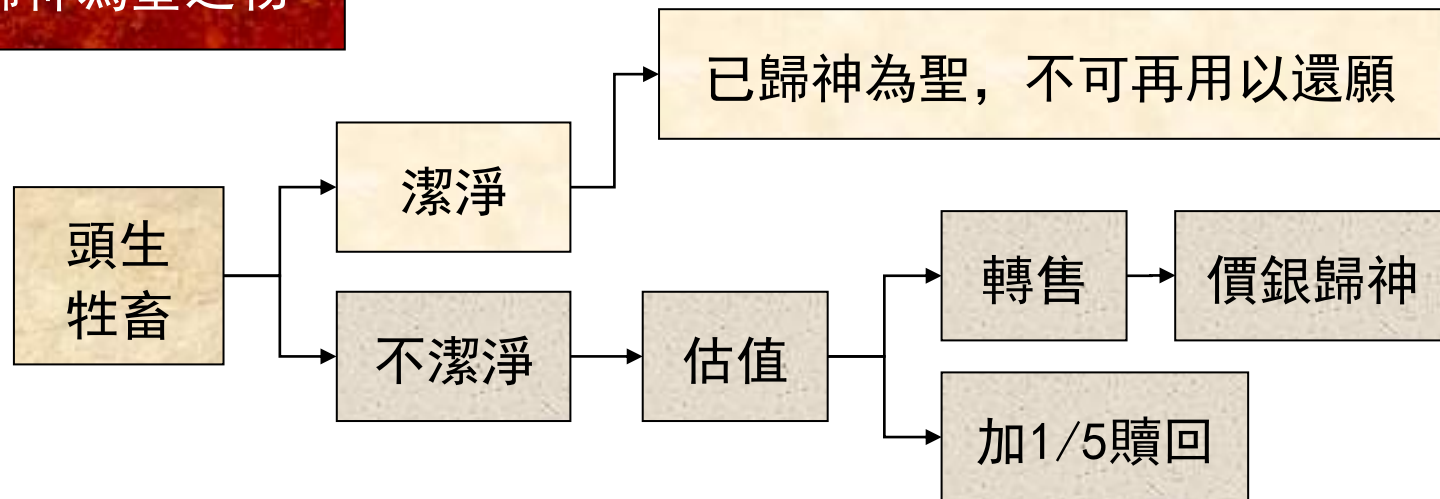 已歸神為聖，不可再用以還願
潔淨
頭生
牲畜
不潔淨
估值
轉售
價銀歸神
加1/5贖回